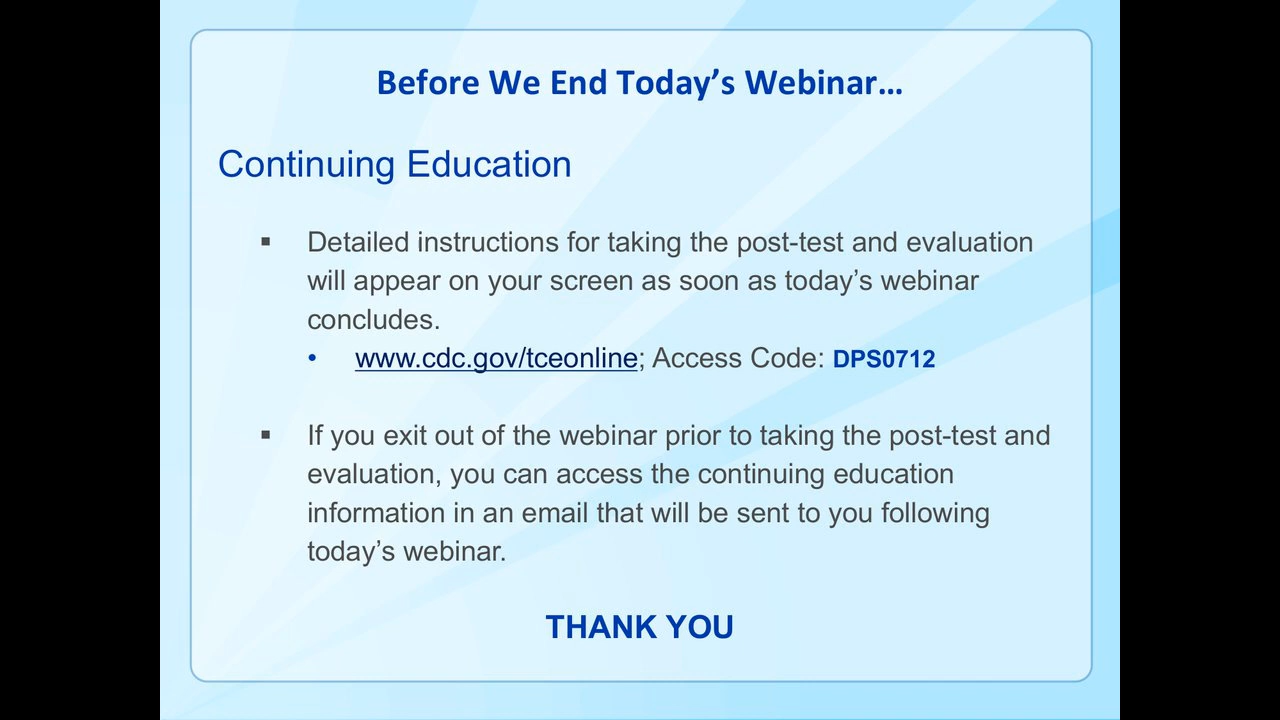 Before We End Today’s Webinar…
Continuing Education
▪ Detailed instructions for taking the post-test and evaluation
will appear on your screen as soon as today’s webinar
concludes.
• www.cdc.gov/tceonline; Access Code: DPS0712
▪ If you exit out of the webinar prior to taking the post-test and
evaluation, you can access the continuing education
information in an email that will be sent to you following
today’s webinar.
THANK YOU